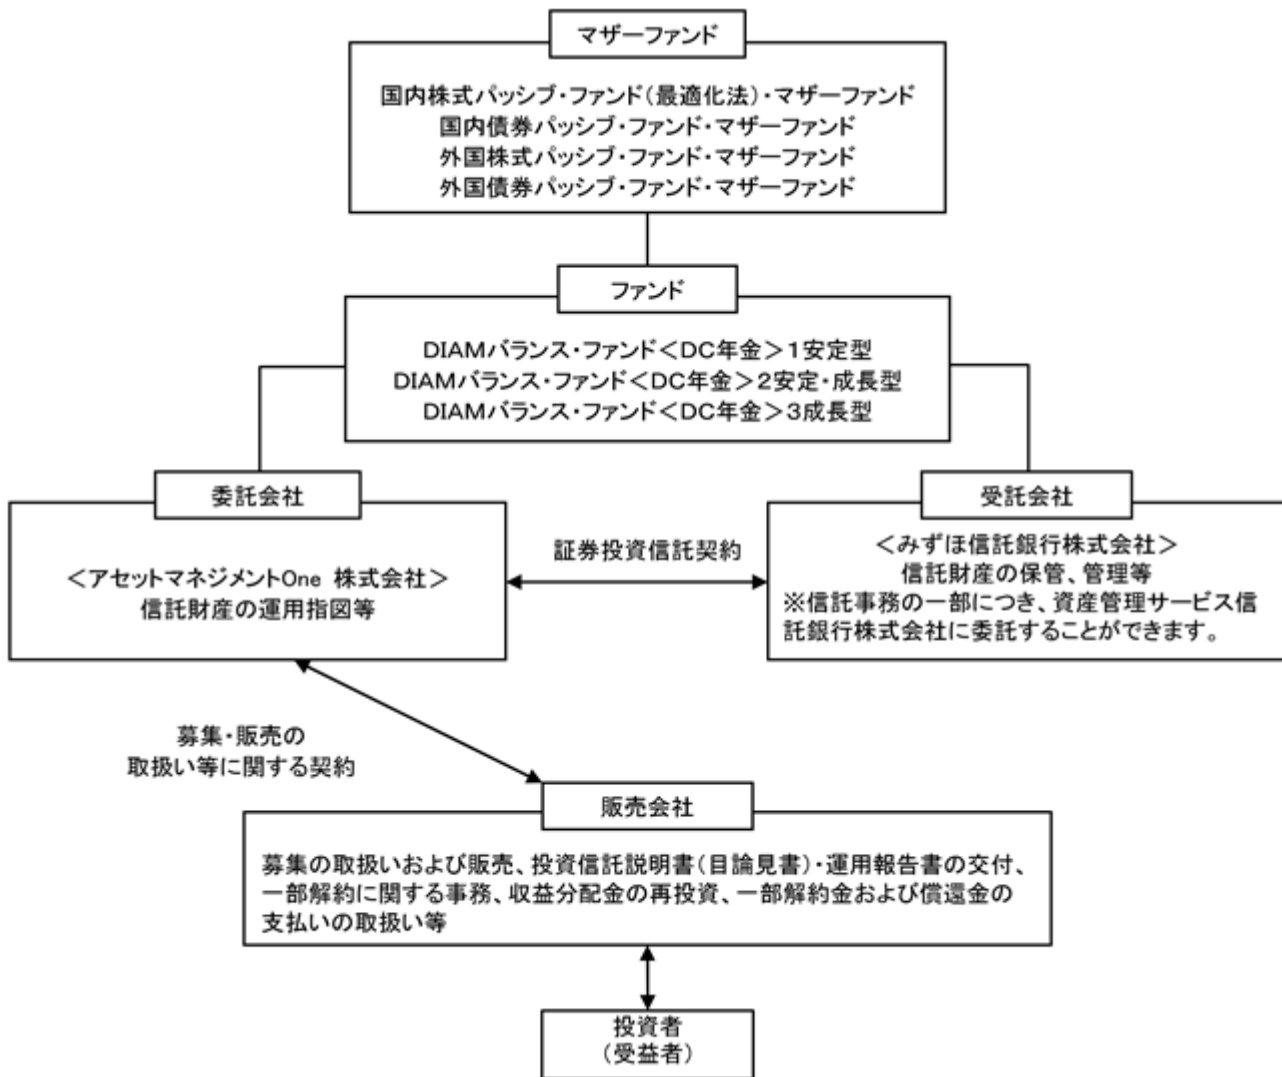 マザーファンド
国内株式パッシブ・ファンド(最適化法)・マザーファンド
国内債券パッシブ・ファンド・マザーファンド
外国株式パッシブ・ファンド・マザーファンド
外国債券パッシブ・ファンド・マザーファンド
ファンド
DIAMバランス・ファンド<DC年金>1安定型
DIAMバランス・ファンド<DC年金>2安定・成長型
DIAMバランス・ファンド<DC年金>3成長型
委託会社
<アセットマネジメントOne 株式会社>
信託財産の運用指図等
証券投資信託契約
受託会社
<みずほ信託銀行株式会社>
信託財産の保管、管理等
※信託事務の一部につき、資産管理サービス信
託銀行株式会社に委託することができます。
募集・販売の
取扱い等に関する契約
販売会社
募集の取扱いおよび販売、投資信託説明書(目論見書)・運用報告書の交付、
一部解約に関する事務、収益分配金の再投資、一部解約金および償還金の
支払いの取扱い等
投資者
(受益者)